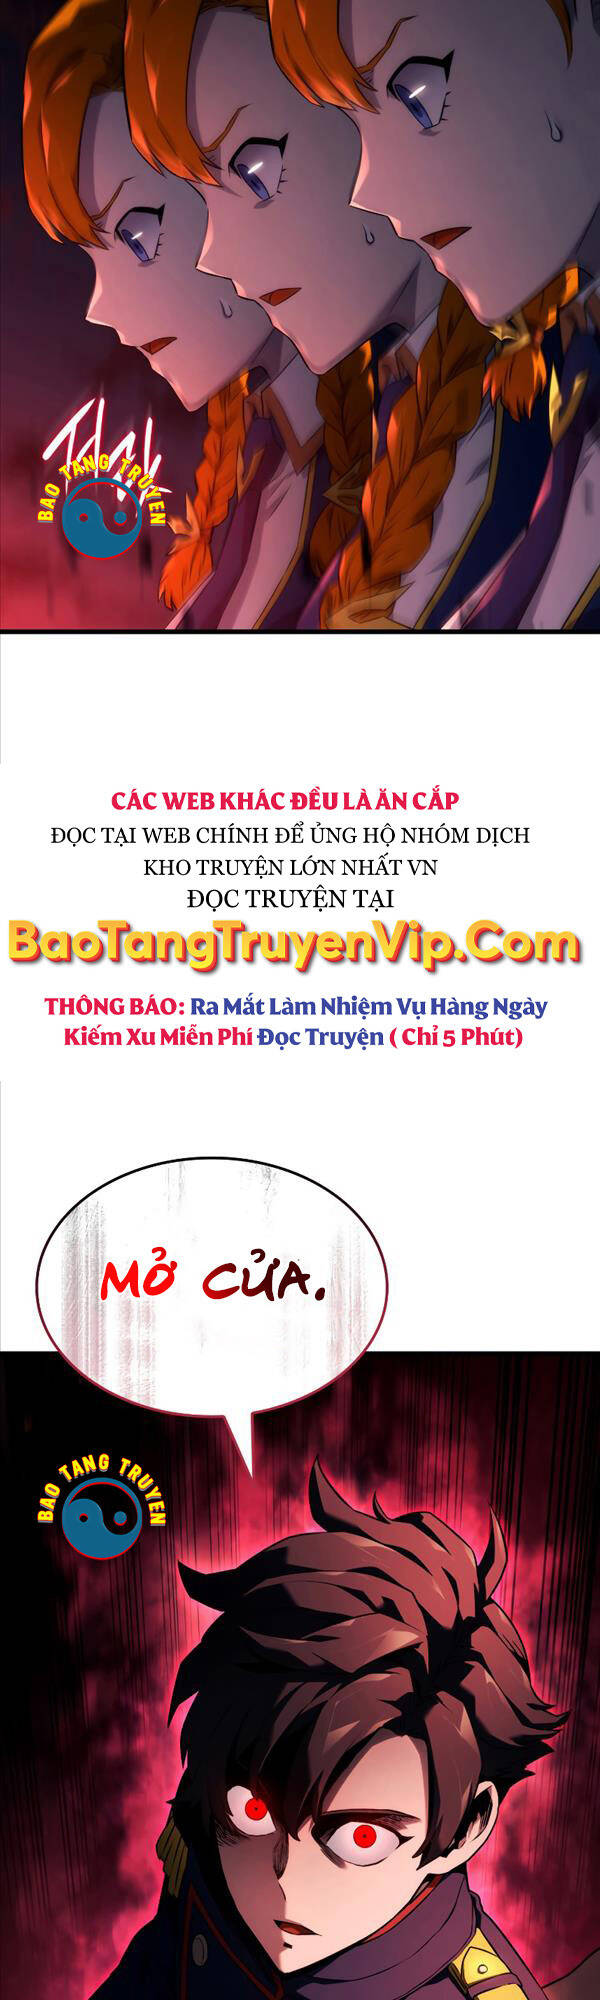 BAO TANG TRUYEN
CÁC WEB KHÁC ĐỀU LÀ ĂN CẮP
ĐỌC TẠI WEB CHÍNH ĐỂ ỦNG HỘ NHÓM DỊCH
KHO TRUYỆN LỚN NHẤT VN
ĐỌC TRUYỆN TẠI
BaoTangTruyenVip.Com
THÔNG BÁO: Ra Mắt Làm Nhiệm Vụ Hàng Ngày
Kiếm Xu Miễn Phí Đọc Truyện ( Chỉ 5 Phút)
MỞ CỬA.
BAO TANG TRUYEN